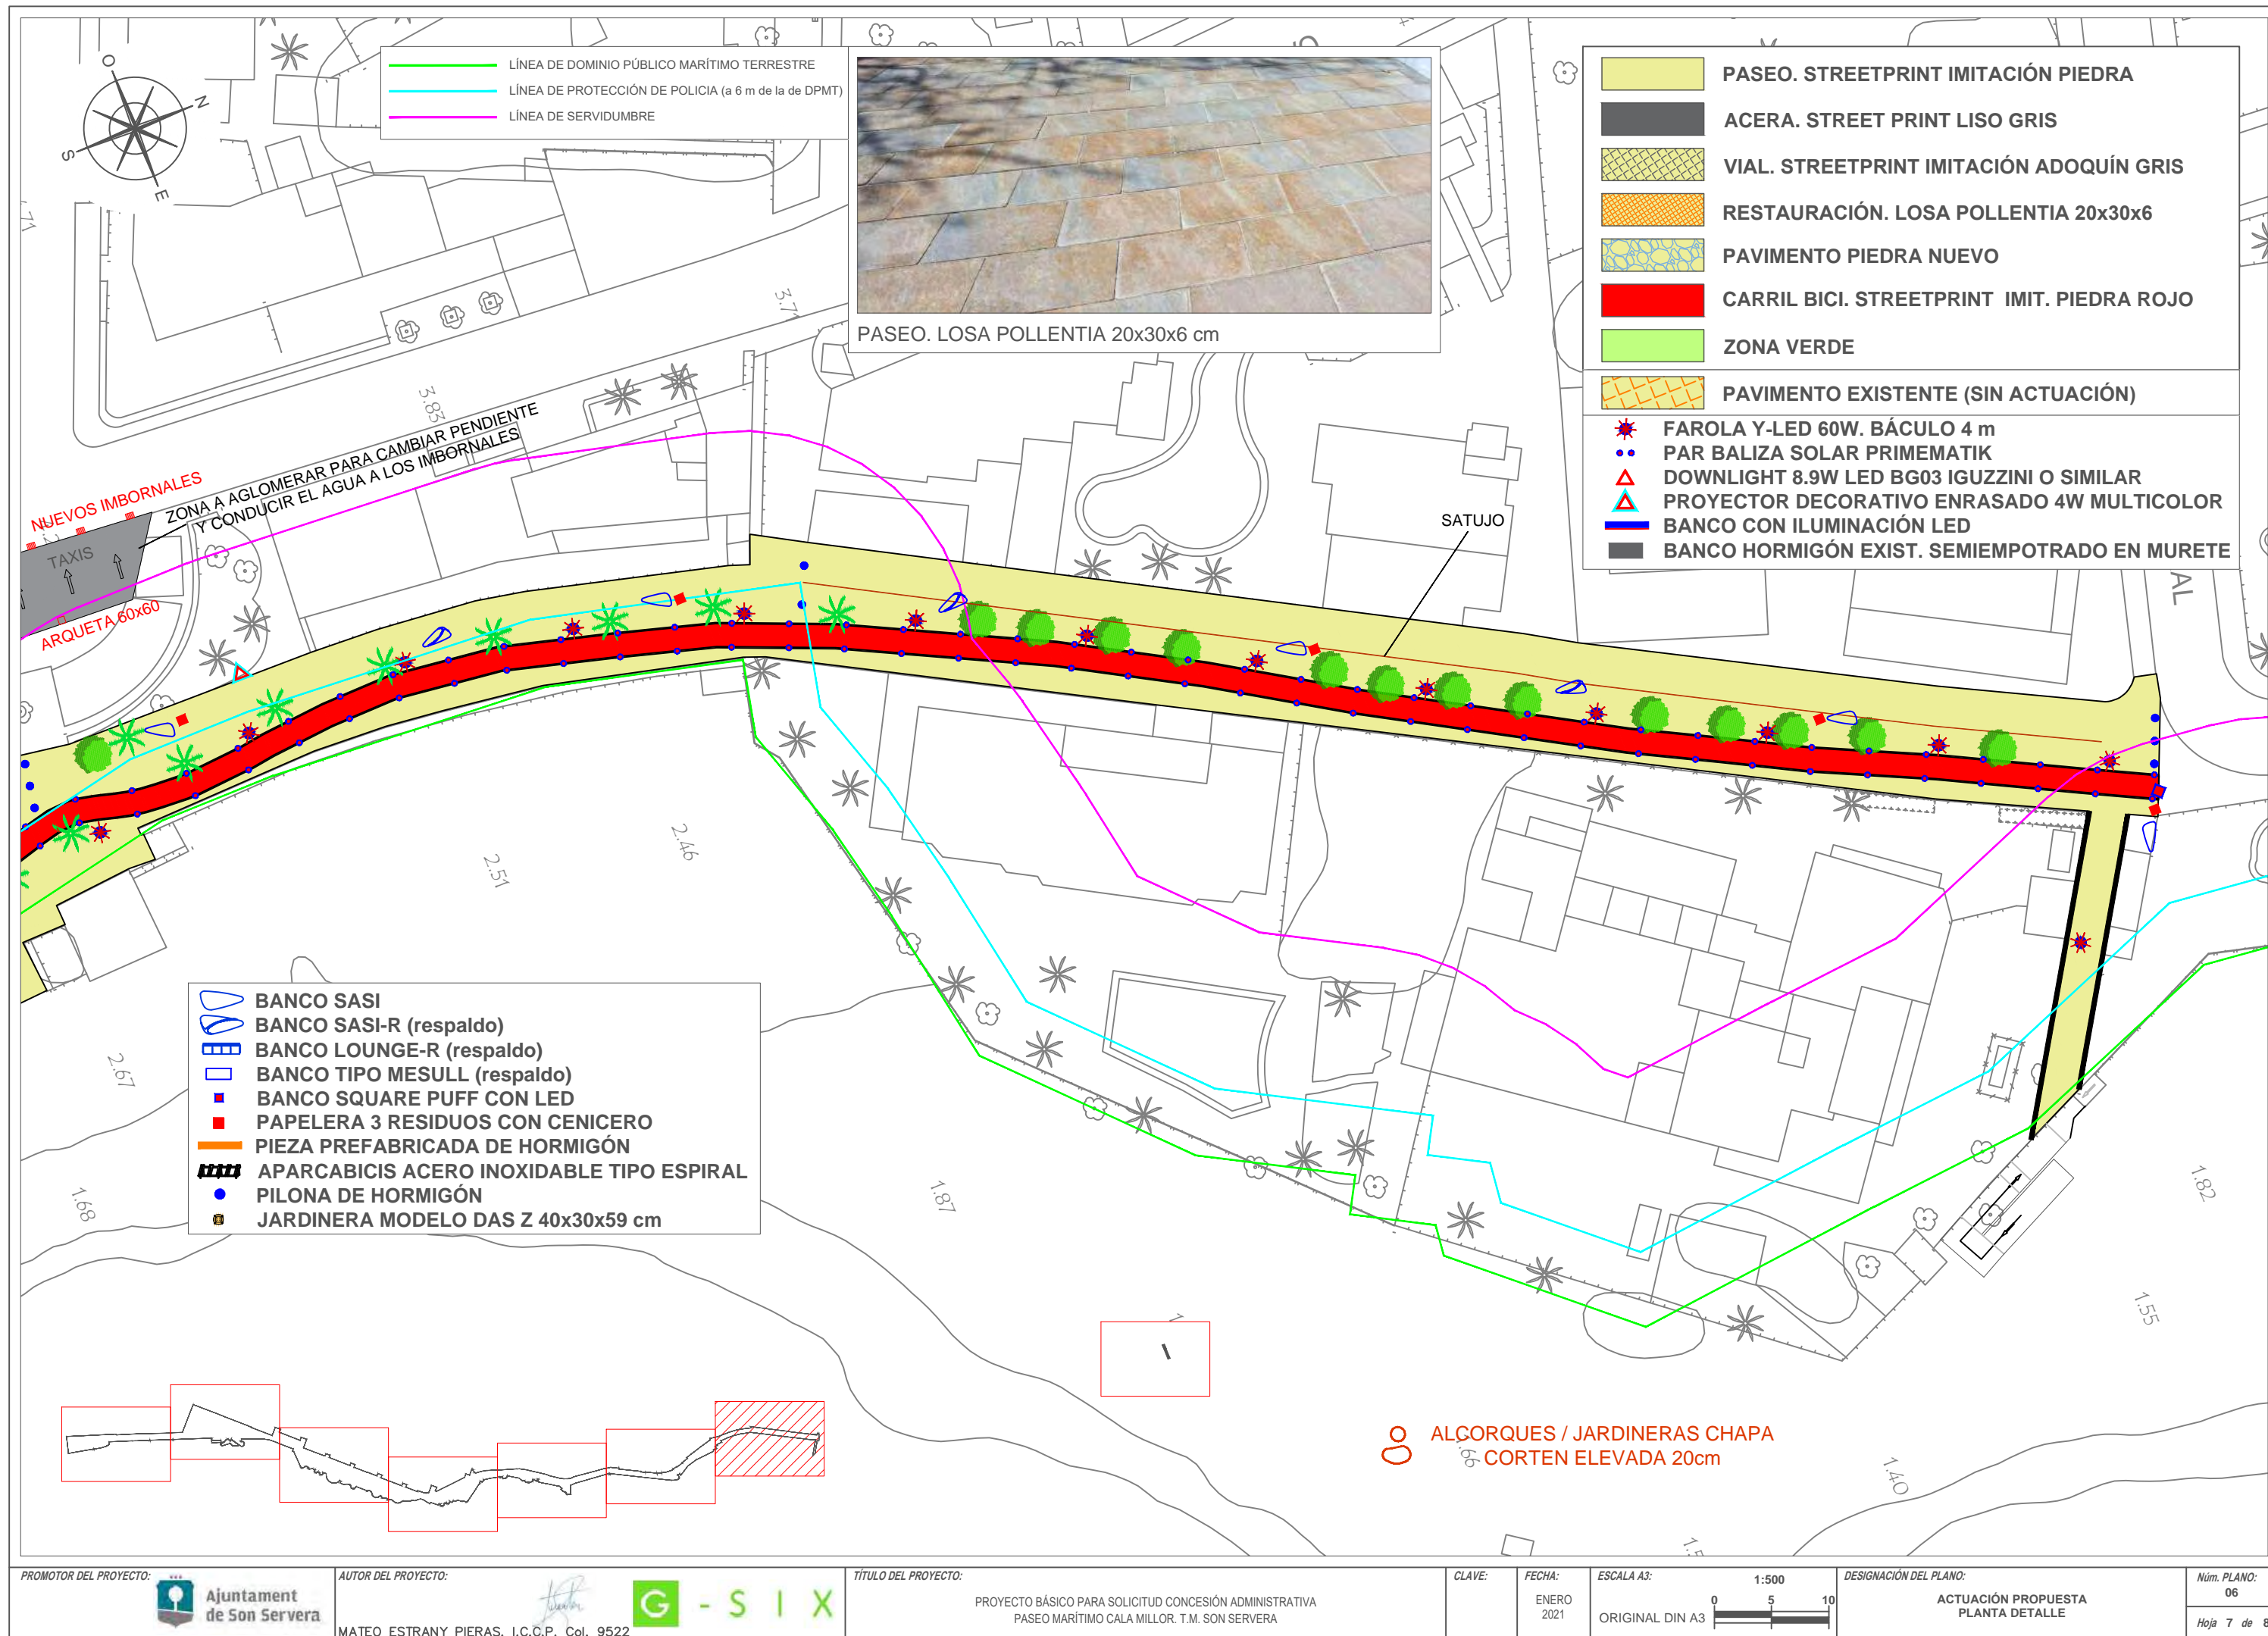 O
N
S
E
LÍNEA DE DOMINIO PÚBLICO MARÍTIMO TERRESTRE
LÍNEA DE PROTECCIÓN DE POLICIA (a 6 m de la de DPMT)
LÍNEA DE SERVIDUMBRE
PASEO. LOSA POLLENTIA 20x30x6 cm
PASEO. STREETPRINT IMITACIÓN PIEDRA
ACERA. STREET PRINT LISO GRIS
VIAL. STREETPRINT IMITACIÓN ADOQUÍN GRIS
RESTAURACIÓN. LOSA POLLENTIA 20x30x6
PAVIMENTO PIEDRA NUEVO
CARRIL BICI. STREETPRINT IMIT. PIEDRA ROJO
ZONA VERDE
PAVIMENTO EXISTENTE (SIN ACTUACIÓN)
FAROLA Y-LED 60W. BÁCULO 4 m
PAR BALIZA SOLAR PRIMEMATIK
DOWNLIGHT 8.9W LED BG03 IGUZZINI O SIMILAR
PROYECTOR DECORATIVO ENRASADO 4W MULTICOLOR
BANCO CON ILUMINACIÓN LED
BANCO HORMIGÓN EXIST. SEMIEMPOTRADO EN MURETE
AL
3.83
ZONA A AGLOMERAR PARA CAMBIAR PENDIENTE
Y CONDUCIR EL AGUA A LOS IMBORNALES
NUEVOS IMBORNALES
TAXIS
ARQUETA 60x60
SATUJO
2.46
2.51
2.67
1.68
1.87
1.82
1.55
1.40
BANCO SASI
BANCO SASI-R (respaldo)
BANCO LOUNGE-R (respaldo)
BANCO TIPO MESULL (respaldo)
BANCO SQUARE PUFF CON LED
PAPELERA 3 RESIDUOS CON CENICERO
PIEZA PREFABRICADA DE HORMIGÓN
APARCABICIS ACERO INOXIDABLE TIPO ESPIRAL
PILONA DE HORMIGÓN
JARDINERA MODELO DAS Z 40x30x59 cm
ALCORQUES / JARDINERAS CHAPA
CORTEN ELEVADA 20cm
PROMOTOR DEL PROYECTO:
Ajuntament
de Son Servera
AUTOR DEL PROYECTO:
G - S I X
MATEO ESTRANY PIERAS. I.C.C.P. Col. 9522
TÍTULO DEL PROYECTO:
PROYECTO BÁSICO PARA SOLICITUD CONCESIÓN ADMINISTRATIVA
PASEO MARÍTIMO CALA MILLOR. T.M. SON SERVERA
CLAVE:
FECHA:
ENERO
2021
ESCALA A3:
1:500
0 5 10
ORIGINAL DIN A3
DESIGNACIÓN DEL PLANO:
ACTUACIÓN PROPUESTA
PLANTA DETALLE
Núm. PLANO:
06
Hoja 7 de 8